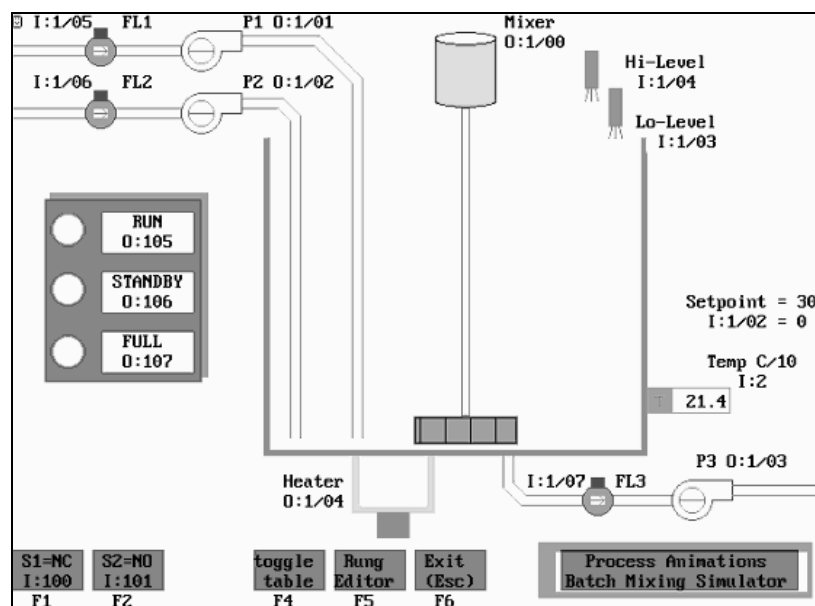 I:1/05 FL1 P1 O:1/01
Mixer
O:1/00
Hi-Level
I:1/04
I:1/06 FL2 P2 O:1/02
Lo-Level
I:1/03
RUN
O:105
STANDBY
O:106
FULL
O:107
Setpoint = 30
I:1/02 = 0
Temp C/10
I:2
T 21.4
Heater
O:1/04
I:1/07 FL3 P3 O:1/03
S1=NC
I:100
F1
S2=NO
I:101
F2
toggle
table
F4
Rung
Editor
F5
Exit
(Esc)
F6
Process Animations
Batch Mixing Simulator